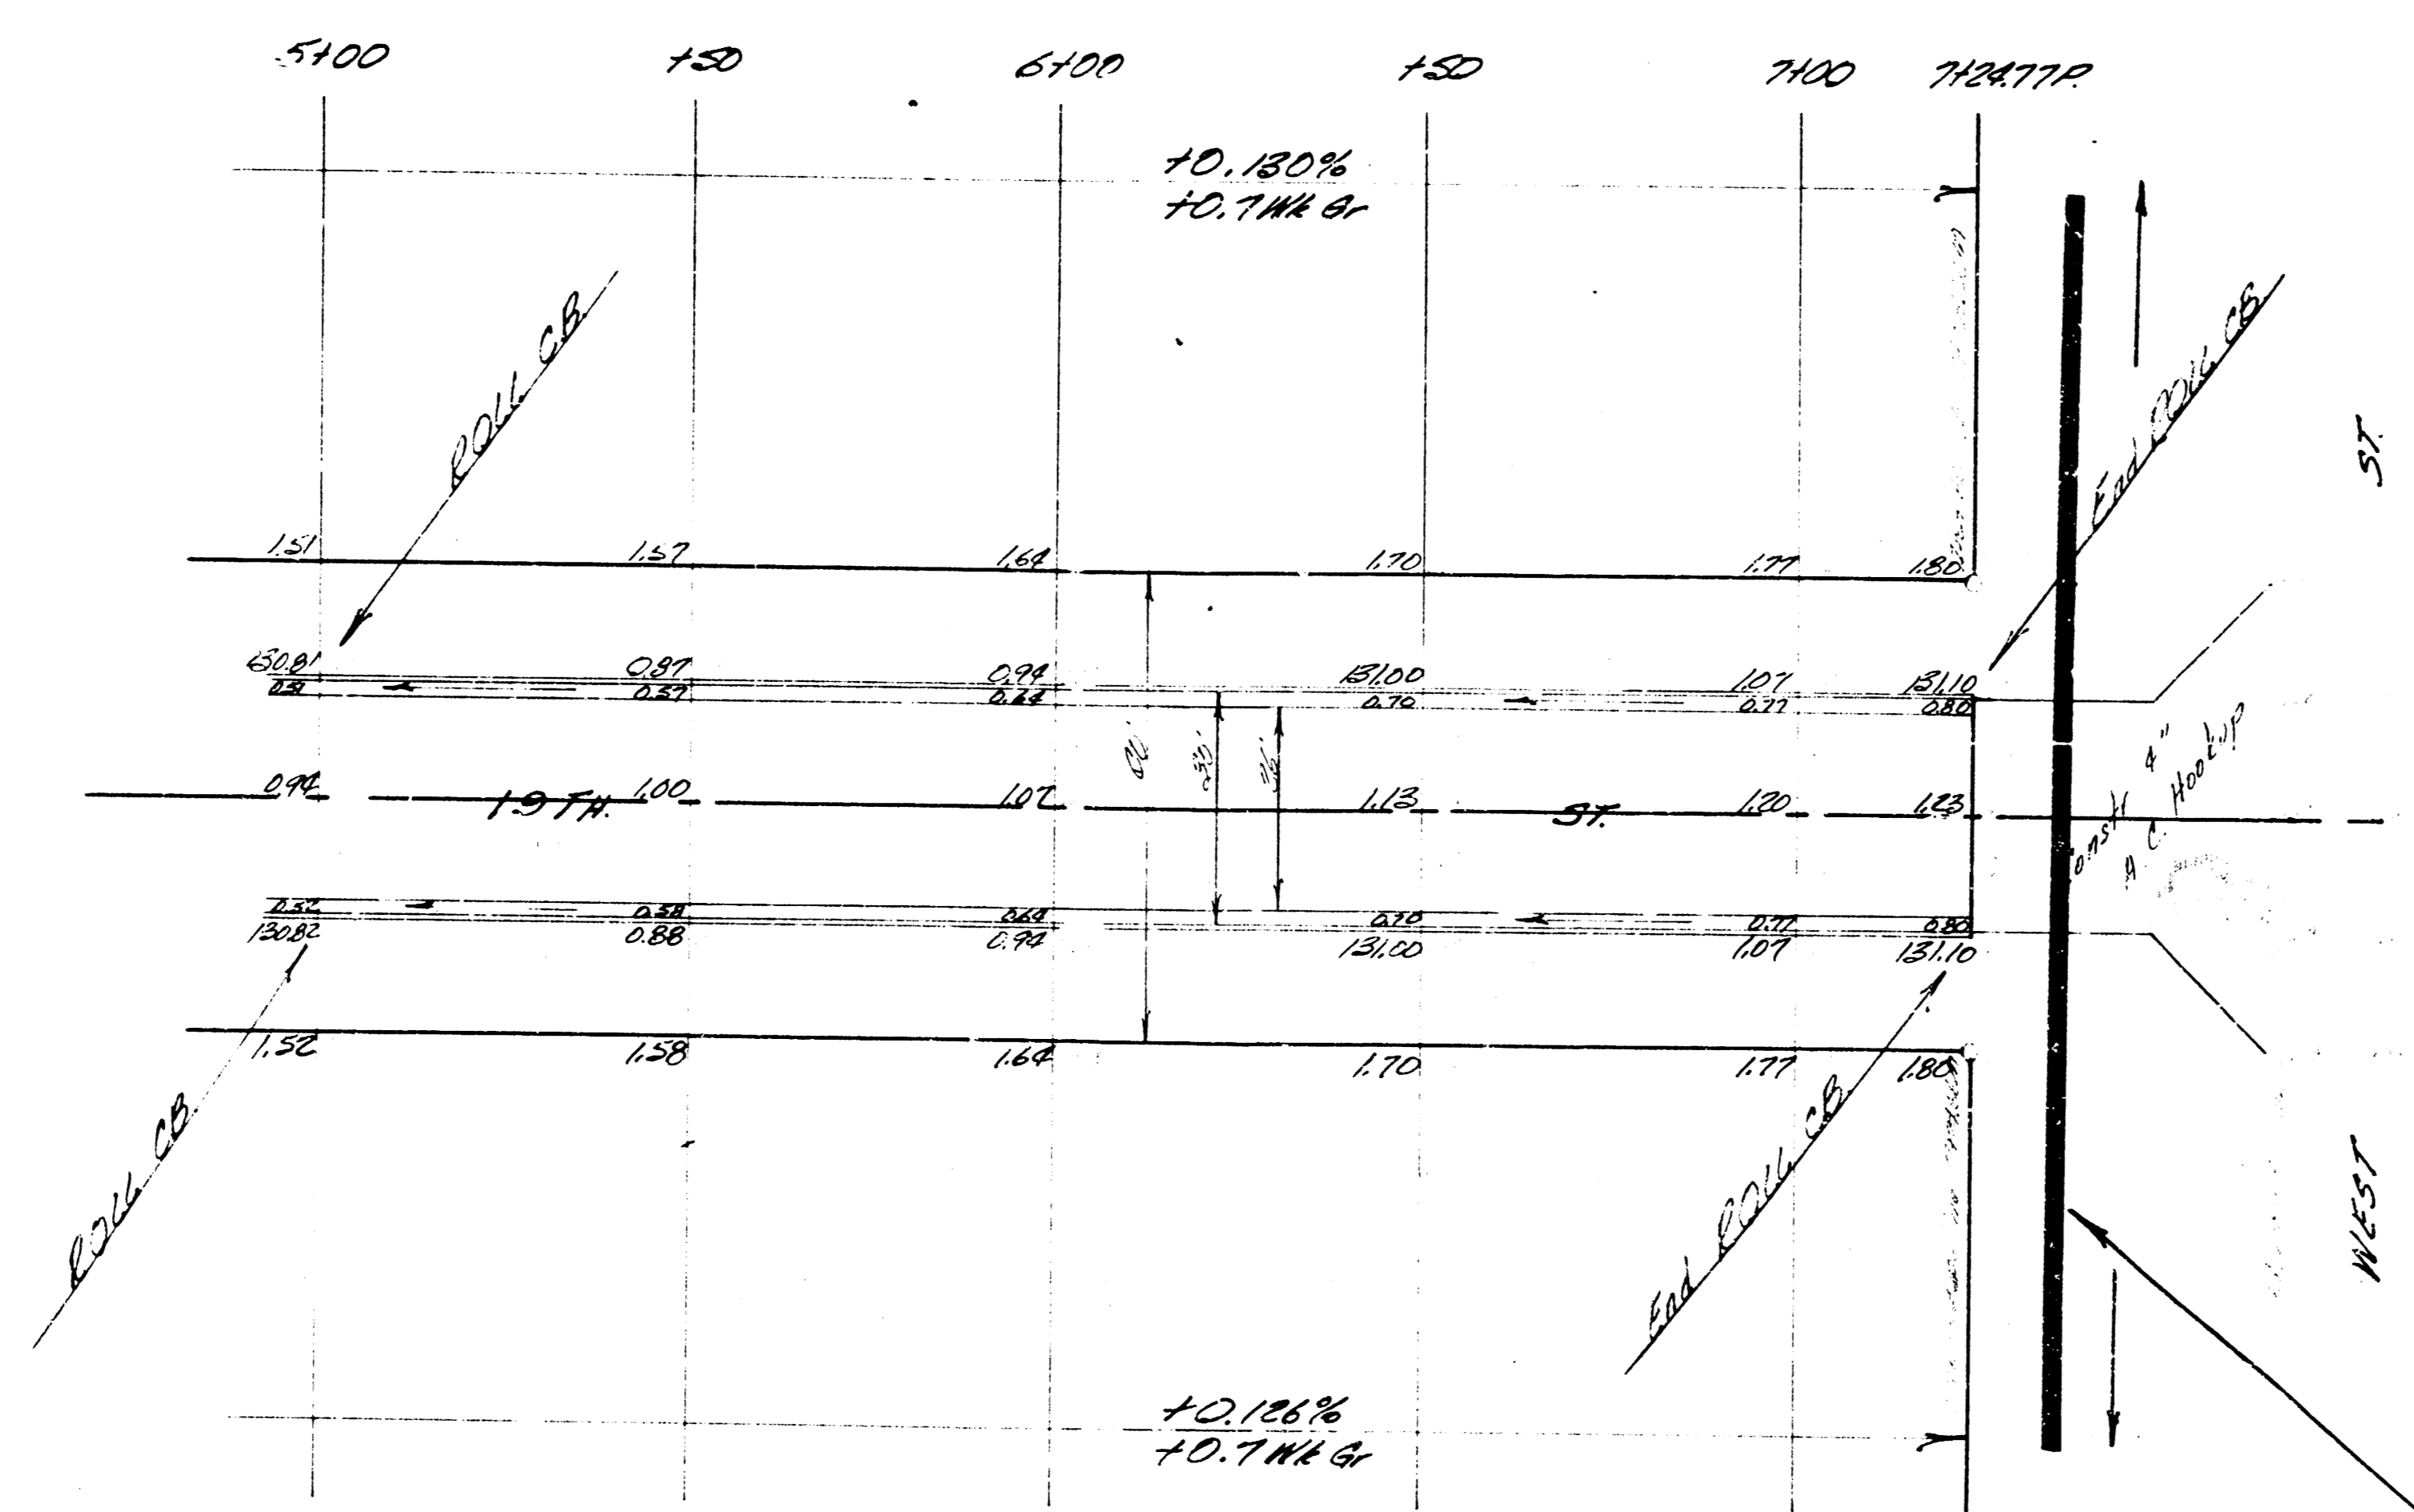 5+00 +50 6+00 +50 7+00 7+24.77P.
+0.130%
+0.7 Wk Gr
ROLL CB.
End ROLL CB.
ST.
1.51 1.57 1.64 1.70 1.77 1.80
130.81 0.87 0.94 131.00 1.07 131.10
0.51 0.57 0.64 0.70 0.77 0.80
36'
4"
Hookup
A.C.
0.94 1.00 1.07 1.13 1.20 1.23
19TH. ST.
0.52 0.58 0.64 0.70 0.77 0.80
130.82 0.88 0.94 131.00 1.07 131.10
1.52 1.58 1.64 1.70 1.77 1.80
ROLL CB.
End ROLL CB.
WEST
+0.126%
+0.7 Wk Gr